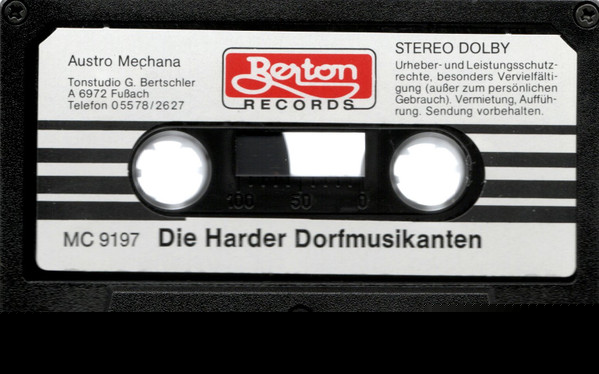 Austro Mechana
Tonstudio G. Bertschler
A 6972 Fußach
Telefon 05578/2627
Berton
RECORDS
STEREO DOLBY
Urheber- und Leistungsschutz-
rechte, besonders Vervielfälti-
gung (außer zum persönlichen
Gebrauch). Vermietung, Auffüh-
rung. Sendung vorbehalten.
100 50 0
MC 9197 Die Harder Dorfmusikanten